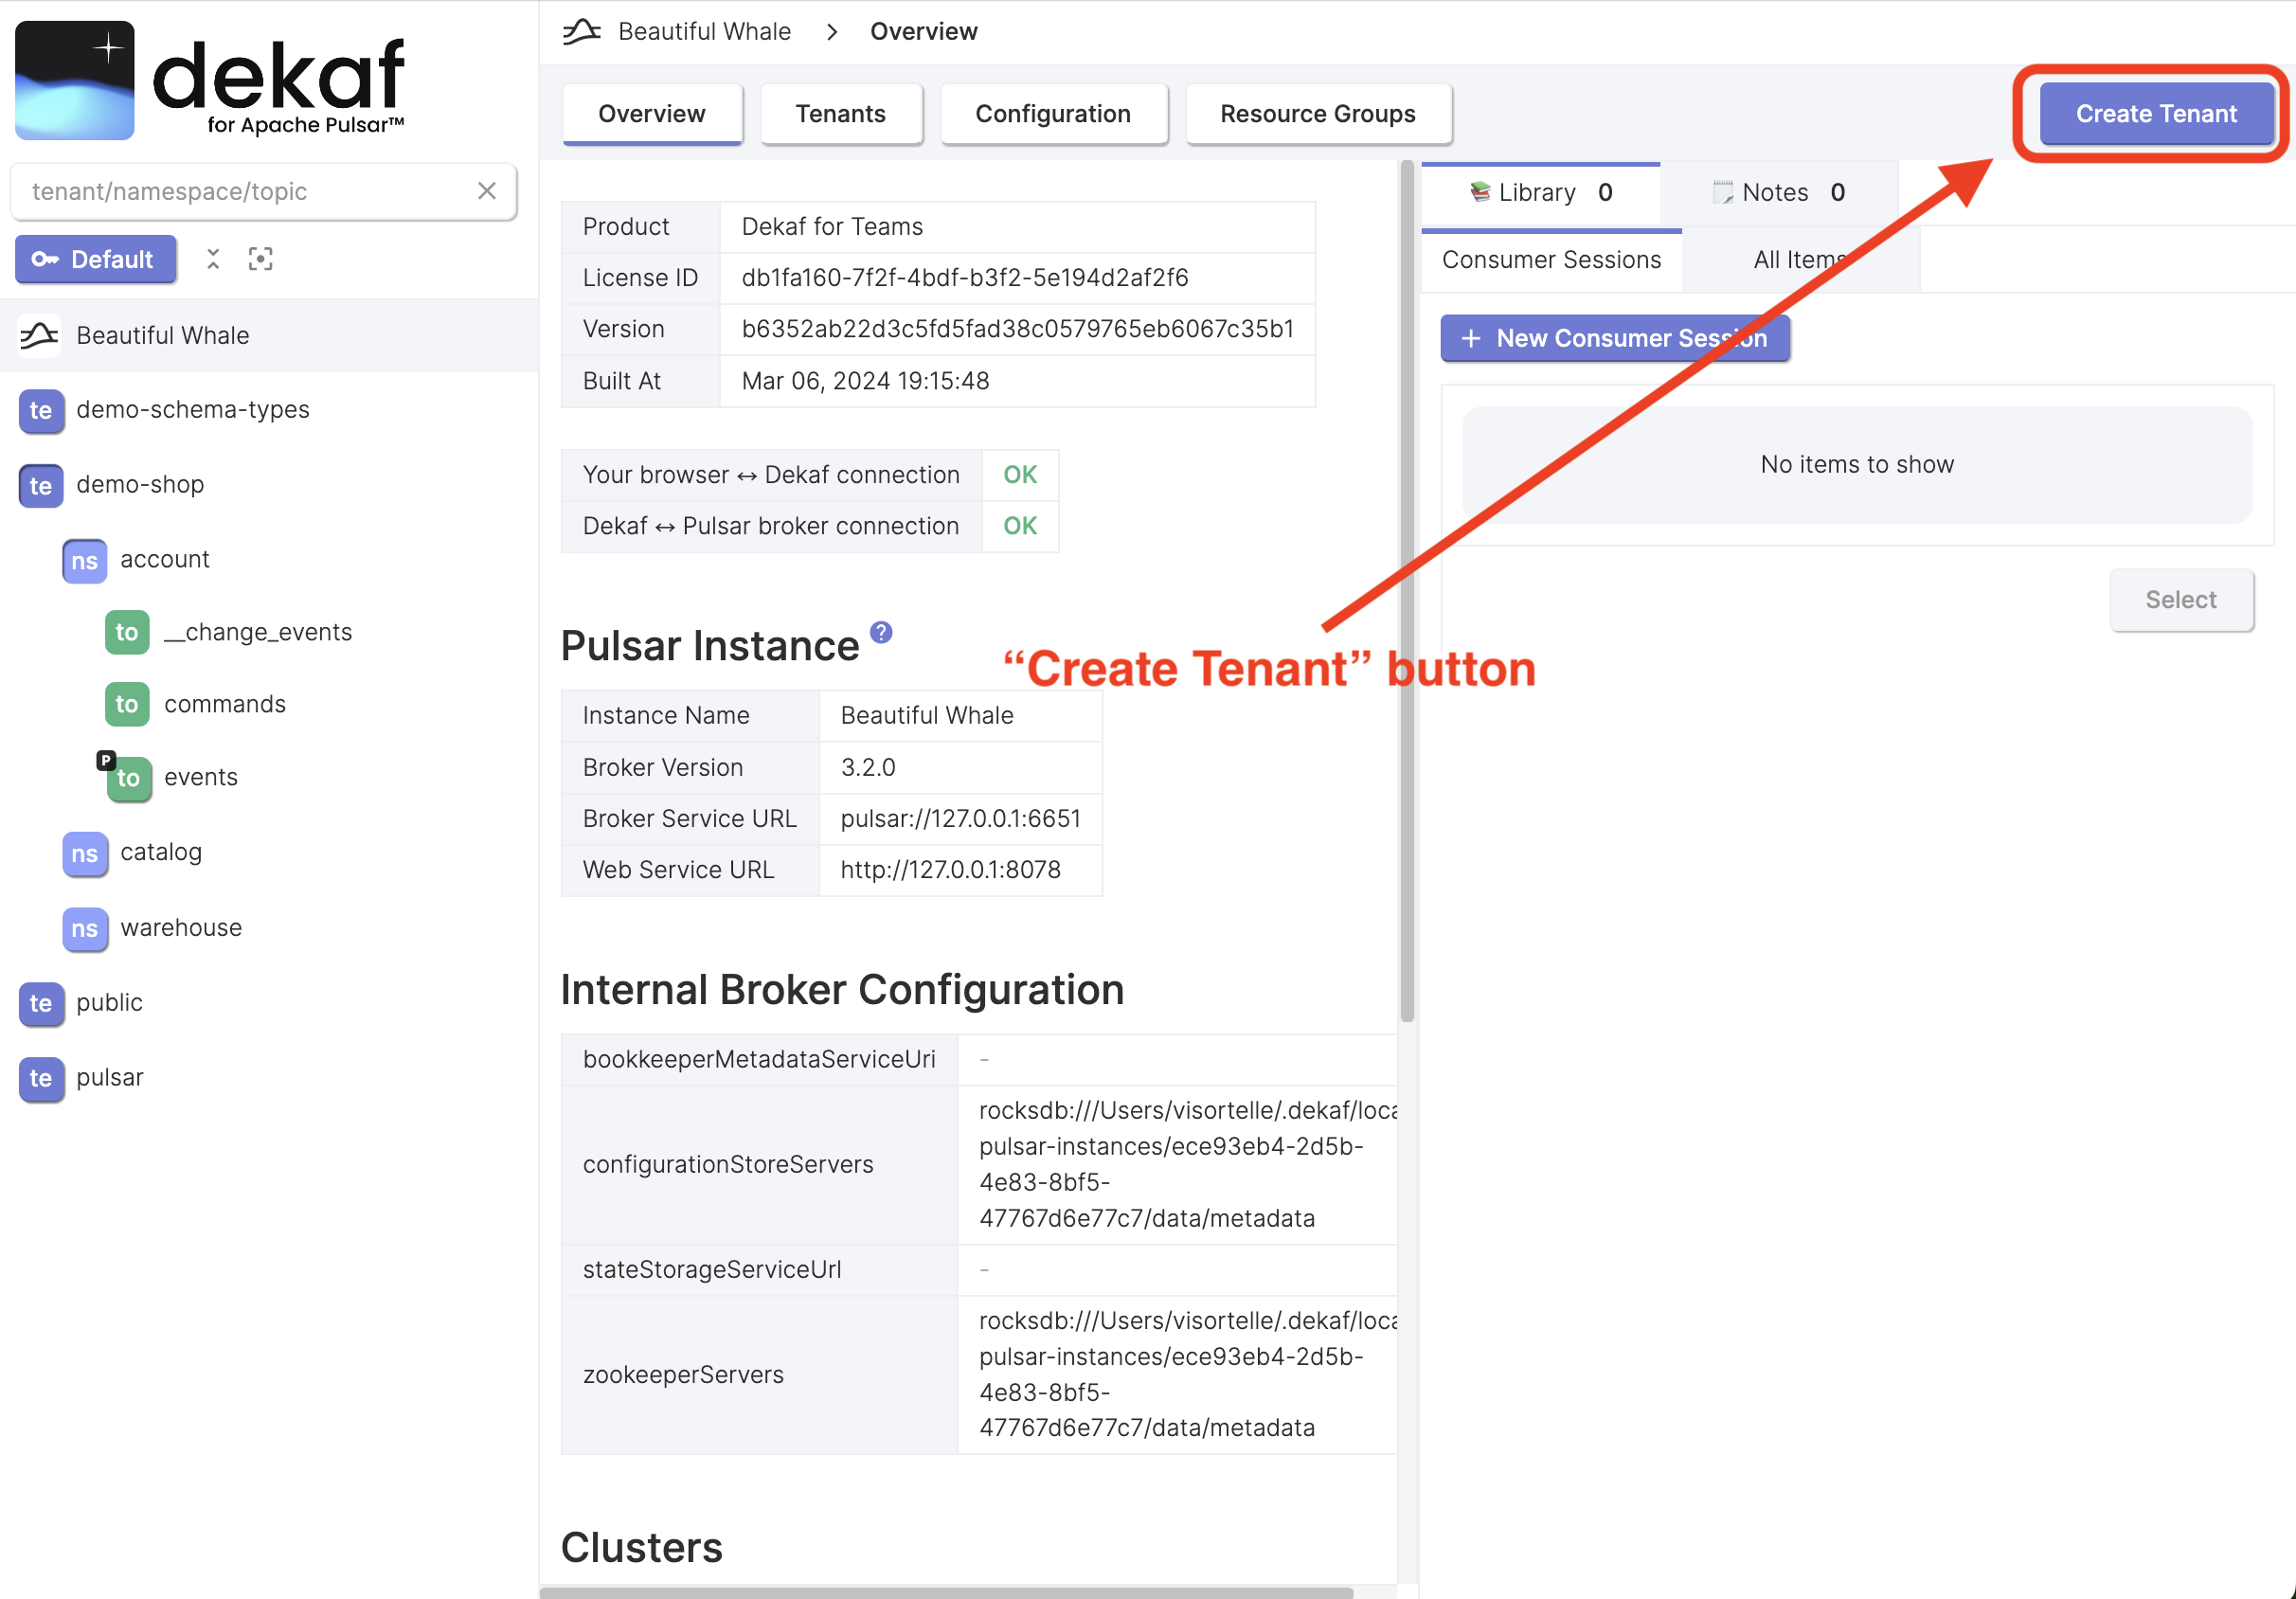 dekaf
for Apache Pulsar™
tenant/namespace/topic
Default
Beautiful Whale
te demo-schema-types
te demo-shop
ns account
to __change_events
to commands
P
to events
ns catalog
ns warehouse
te public
te pulsar
Beautiful Whale > Overview
Overview Tenants Configuration Resource Groups Create Tenant
Product Dekaf for Teams
License ID db1fa160-7f2f-4bdf-b3f2-5e194d2af2f6
Version b6352ab22d3c5fd5fad38c0579765eb6067c35b1
Built At Mar 06, 2024 19:15:48
Your browser ↔ Dekaf connection OK
Dekaf ↔ Pulsar broker connection OK
Pulsar Instance ?
Instance Name Beautiful Whale
Broker Version 3.2.0
Broker Service URL pulsar://127.0.0.1:6651
Web Service URL http://127.0.0.1:8078
Internal Broker Configuration
bookkeeperMetadataServiceUri -
configurationStoreServers
rocksdb:///Users/visortelle/.dekaf/loca
pulsar-instances/ece93eb4-2d5b-
4e83-8bf5-
47767d6e77c7/data/metadata
stateStorageServiceUrl -
zookeeperServers
rocksdb:///Users/visortelle/.dekaf/loca
pulsar-instances/ece93eb4-2d5b-
4e83-8bf5-
47767d6e77c7/data/metadata
Clusters
Library 0 Notes 0
Consumer Sessions All Items
+ New Consumer Session
No items to show
Select
“Create Tenant” button